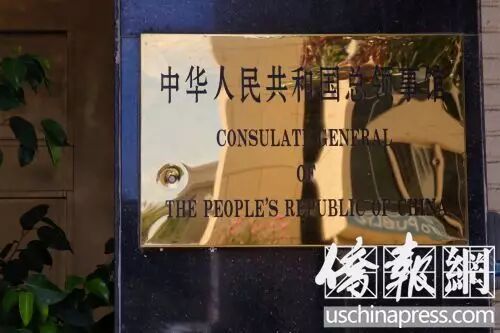 中华人民共和国总领事馆
CONSULATE GENERAL
OF
THE PEOPLE'S REPUBLIC OF CHINA
僑報網
uschinapress.com